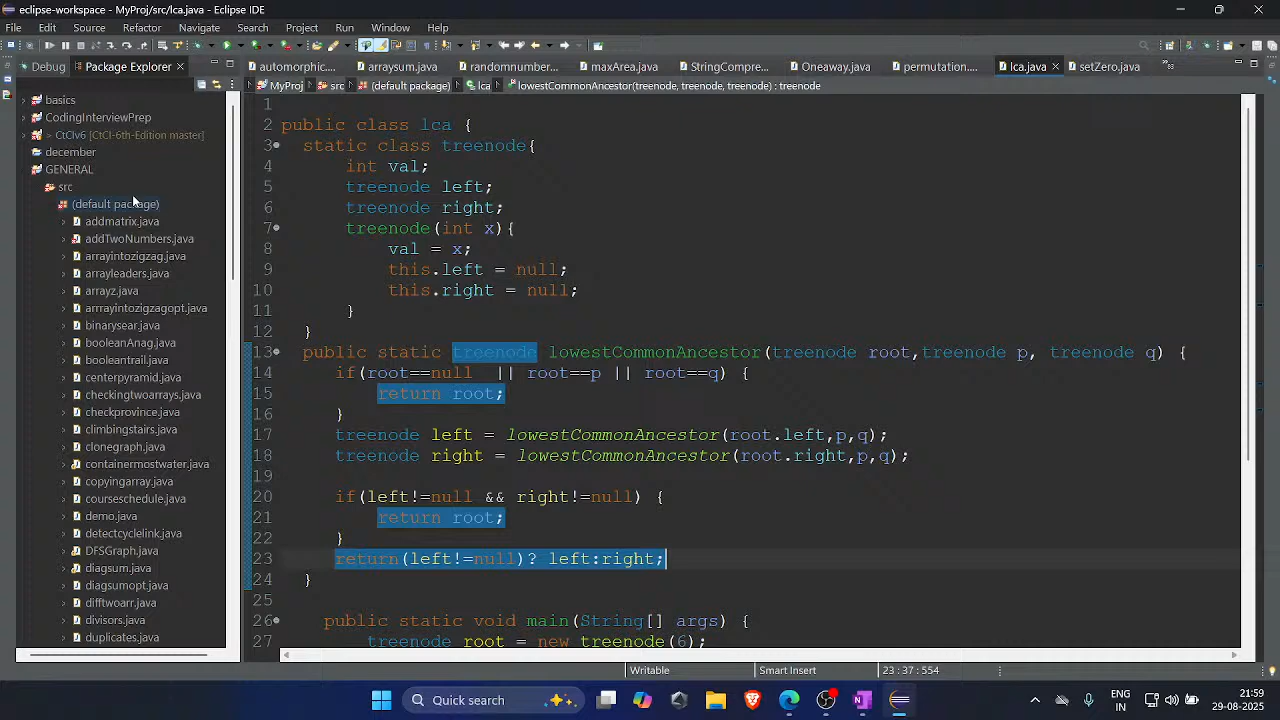 eclipse-workspace - MyProj/src/lca.java - Eclipse IDE
File Edit Source Refactor Navigate Search Project Run Window Help
Debug Package Explorer automorphic.... arraysum.java randomnumber... maxArea.java StringCompre... Oneaway.java permutation.... lca.java setZero.java
MyProj src (default package) lca lowestCommonAncestor(treenode, treenode, treenode) : treenode
basics
CodingInterviewPrep
> CtCIv6 [CtCI-6th-Edition master]
december
GENERAL
src
(default package)
addmatrix.java
addTwoNumbers.java
arrayintozigzag.java
arrayleaders.java
arrayz.java
arrrayintozigzagopt.java
binarysear.java
booleanAnag.java
booleantrail.java
centerpyramid.java
checkingtwoarrays.java
checkprovince.java
climbingstairs.java
clonegraph.java
containermostwater.java
copyingarray.java
courseschedule.java
demo.java
detectcyclelink.java
DFSGraph.java
diagsum.java
diagsumopt.java
difftwoarr.java
divisors.java
duplicates.java
1
2 public class lca {
3 static class treenode{
4 int val;
5 treenode left;
6 treenode right;
7 treenode(int x){
8 val = x;
9 this.left = null;
10 this.right = null;
11 }
12 }
13 public static treenode lowestCommonAncestor(treenode root,treenode p, treenode q) {
14 if(root==null || root==p || root==q) {
15 return root;
16 }
17 treenode left = lowestCommonAncestor(root.left,p,q);
18 treenode right = lowestCommonAncestor(root.right,p,q);
19
20 if(left!=null && right!=null) {
21 return root;
22 }
23 return(left!=null)? left:right;
24 }
25
26 public static void main(String[] args) {
27 treenode root = new treenode(6);
Writable Smart Insert 23:37:554
Quick search
ENG
IN
21:59
29-08-2025